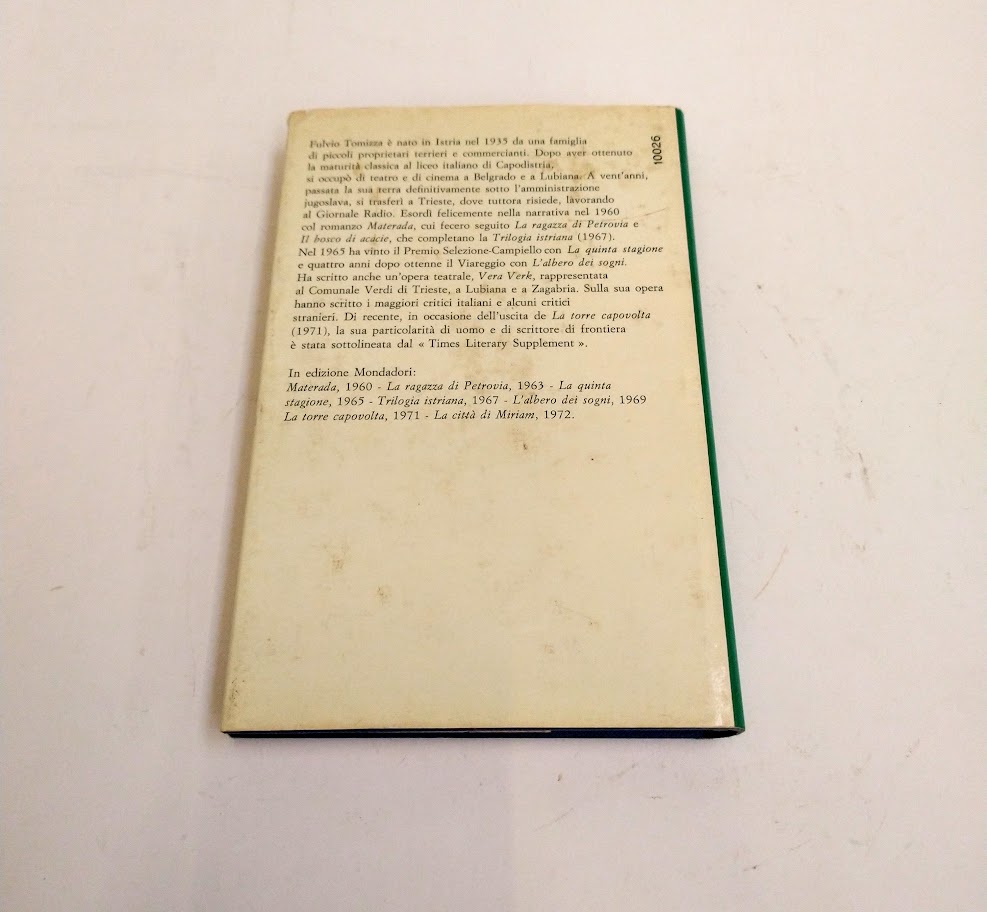 Fulvio Tomizza è nato in Istria nel 1935 da una famiglia
di piccoli proprietari terrieri e commercianti. Dopo aver ottenuto
la maturità classica al liceo italiano di Capodistria,
si occupò di teatro e di cinema a Belgrado e a Lubiana. A vent'anni,
passata la sua terra definitivamente sotto l'amministrazione
jugoslava, si trasferì a Trieste, dove tuttora risiede, lavorando
al Giornale Radio. Esordì felicemente nella narrativa nel 1960
col romanzo Materada, cui fecero seguito La ragazza di Petrovia e
Il bosco di acacie, che completano la Trilogia istriana (1967).
Nel 1965 ha vinto il Premio Selezione-Campiello con La quinta stagione
e quattro anni dopo ottenne il Viareggio con L'albero dei sogni.
Ha scritto anche un'opera teatrale, Vera Verk, rappresentata
al Comunale Verdi di Trieste, a Lubiana e a Zagabria. Sulla sua opera
hanno scritto i maggiori critici italiani e alcuni critici
stranieri. Di recente, in occasione dell'uscita de La torre capovolta
(1971), la sua particolarità di uomo e di scrittore di frontiera
è stata sottolineata dal « Times Literary Supplement ».
In edizione Mondadori:
Materada, 1960 - La ragazza di Petrovia, 1963 - La quinta
stagione, 1965 - Trilogia istriana, 1967 - L'albero dei sogni, 1969
La torre capovolta, 1971 - La città di Miriam, 1972.
10026